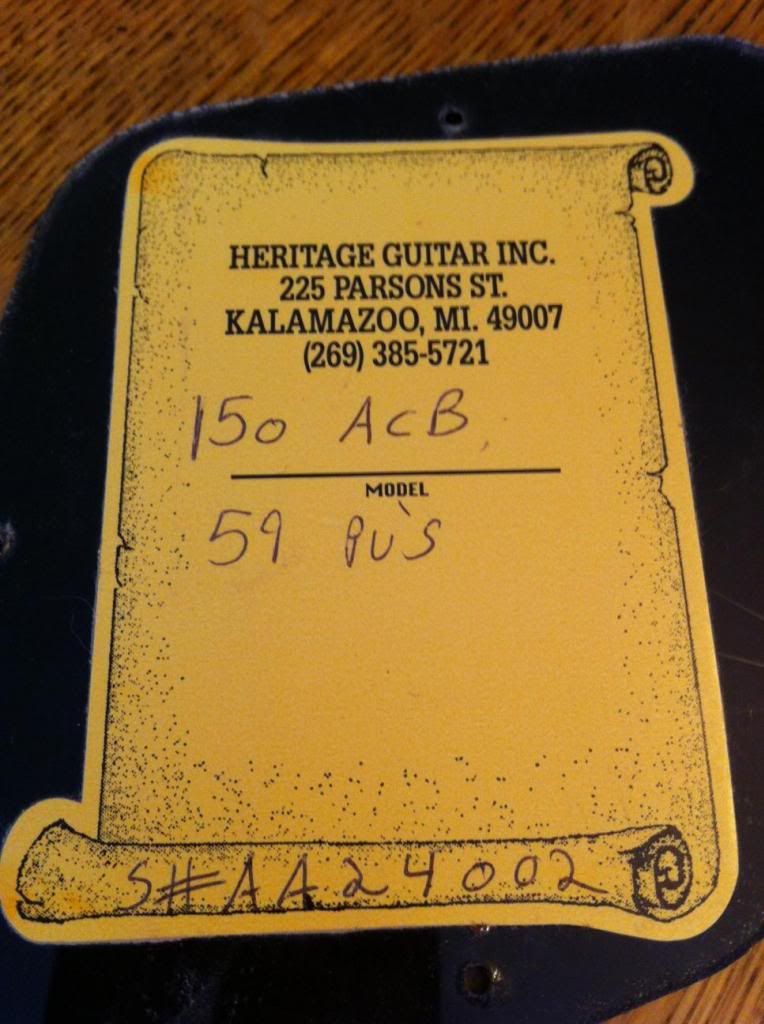 HERITAGE GUITAR INC.
225 PARSONS ST.
KALAMAZOO, MI. 49007
(269) 385-5721
150 ACB
MODEL
59 PU'S
S#AA24002